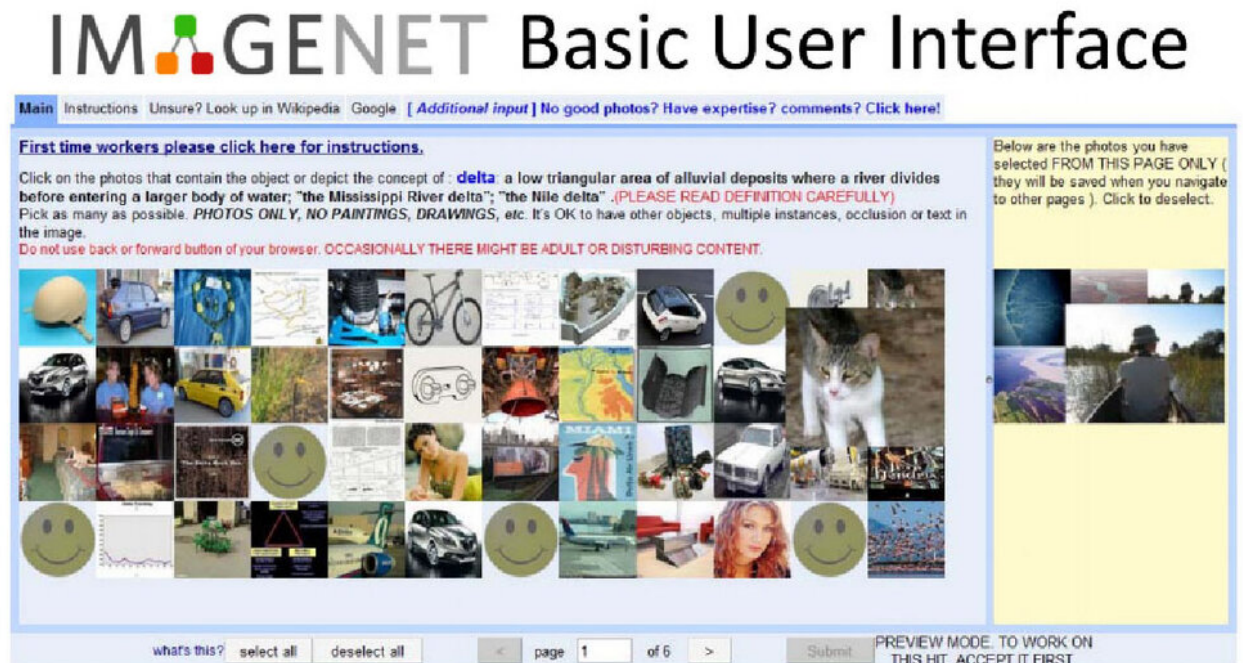 IMAGENET Basic User Interface
Main Instructions Unsure? Look up in Wikipedia Google [ Additional input ] No good photos? Have expertise? comments? Click here!
First time workers please click here for instructions.
Click on the photos that contain the object or depict the concept of : delta: a low triangular area of alluvial deposits where a river divides
before entering a larger body of water; "the Mississippi River delta"; "the Nile delta" .(PLEASE READ DEFINITION CAREFULLY)
Pick as many as possible. PHOTOS ONLY, NO PAINTINGS, DRAWINGS, etc. It's OK to have other objects, multiple instances, occlusion or text in
the image.
Do not use back or forward button of your browser. OCCASIONALLY THERE MIGHT BE ADULT OR DISTURBING CONTENT.
Below are the photos you have
selected FROM THIS PAGE ONLY (
they will be saved when you navigate
to other pages ). Click to deselect.
MIAMI
what's this? select all deselect all < page 1 of 6 > Submit
PREVIEW MODE. TO WORK ON
THIS HIT, ACCEPT IT FIRST